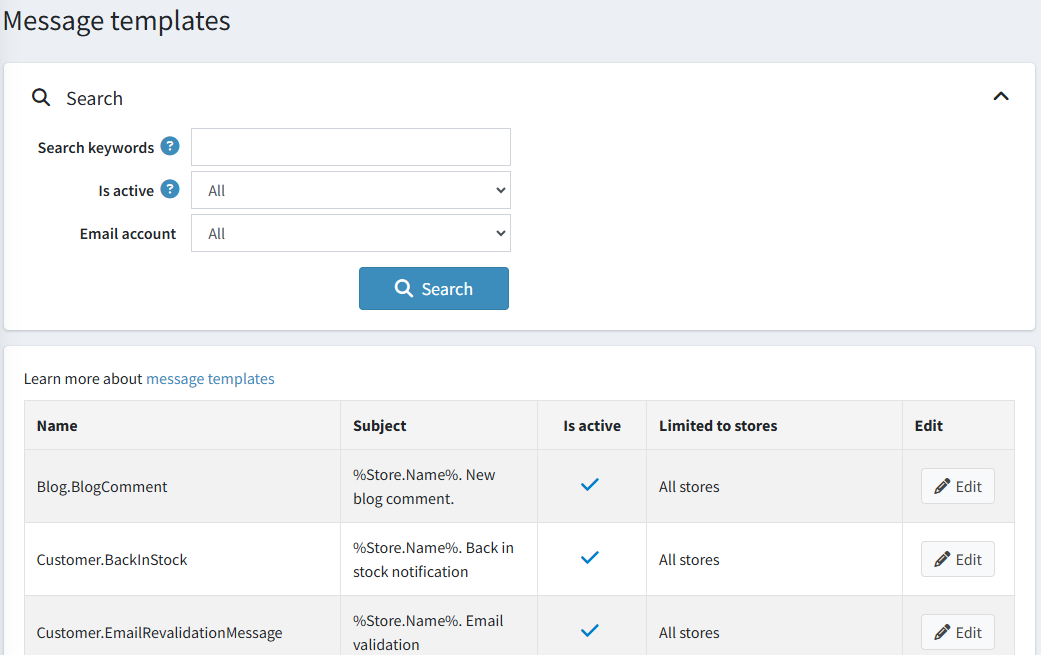 Message templates
Search
Search keywords ?
Is active ? All
Email account All
Search
Learn more about message templates
Name Subject Is active Limited to stores Edit
%Store.Name%. New
Blog.BlogComment All stores Edit
blog comment.
%Store.Name%. Back in
Customer.BackInStock All stores Edit
stock notification
%Store.Name%. Email
Customer.EmailRevalidationMessage All stores Edit
validation